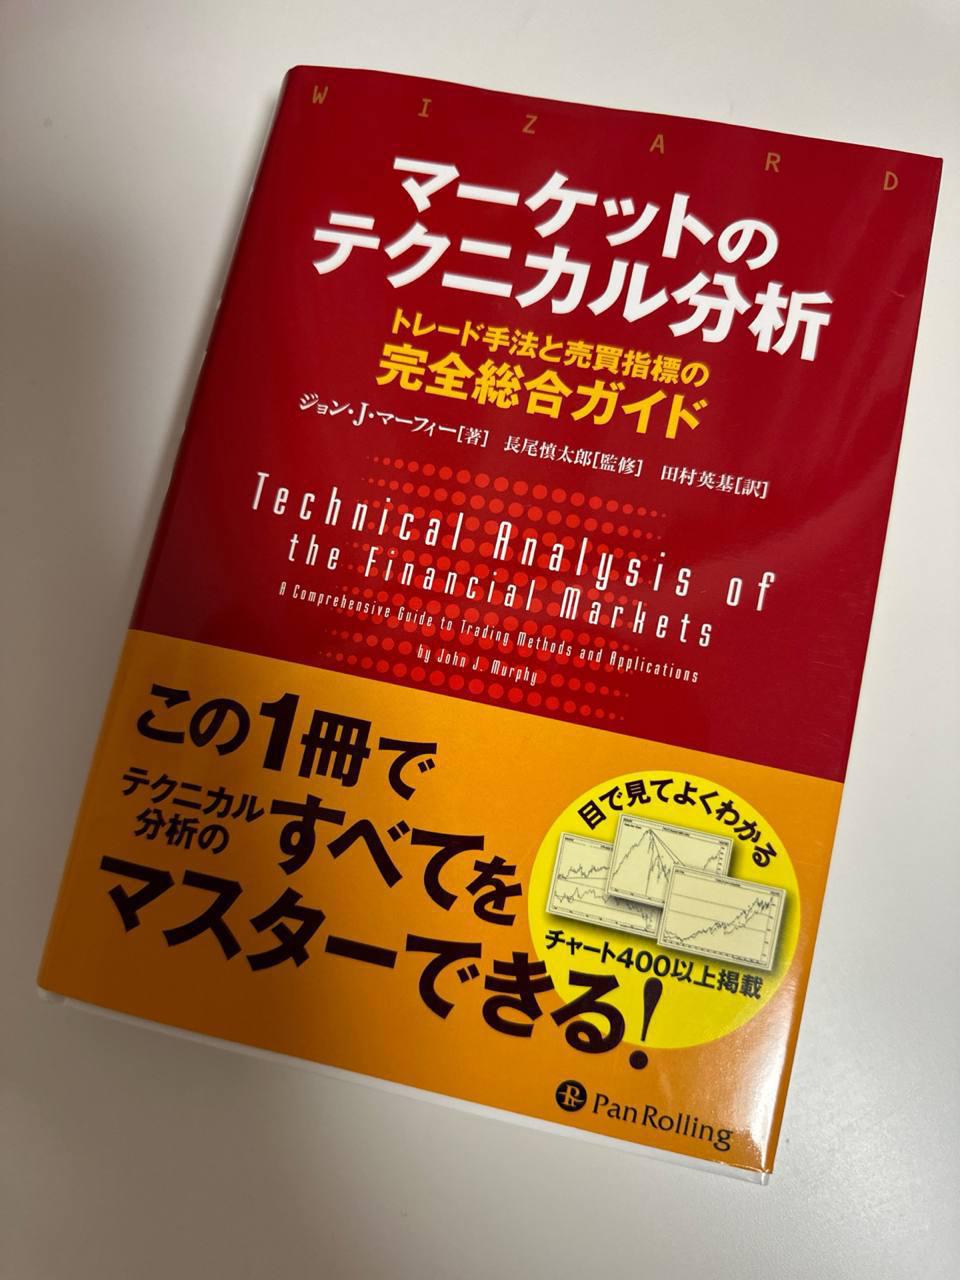 WIZARD
マーケットの
テクニカル分析
トレード手法と売買指標の
完全総合ガイド
ジョン・J・マーフィー[著] 長尾慎太郎[監修] 田村英基[訳]
Technical Analysis of
the Financial Markets
A Comprehensive Guide to Trading Methods and Applications
by John J. Murphy
この1冊で
テクニカル
分析の
すべてを
マスターできる!
目で見てよくわかる
チャート400以上掲載
PanRolling